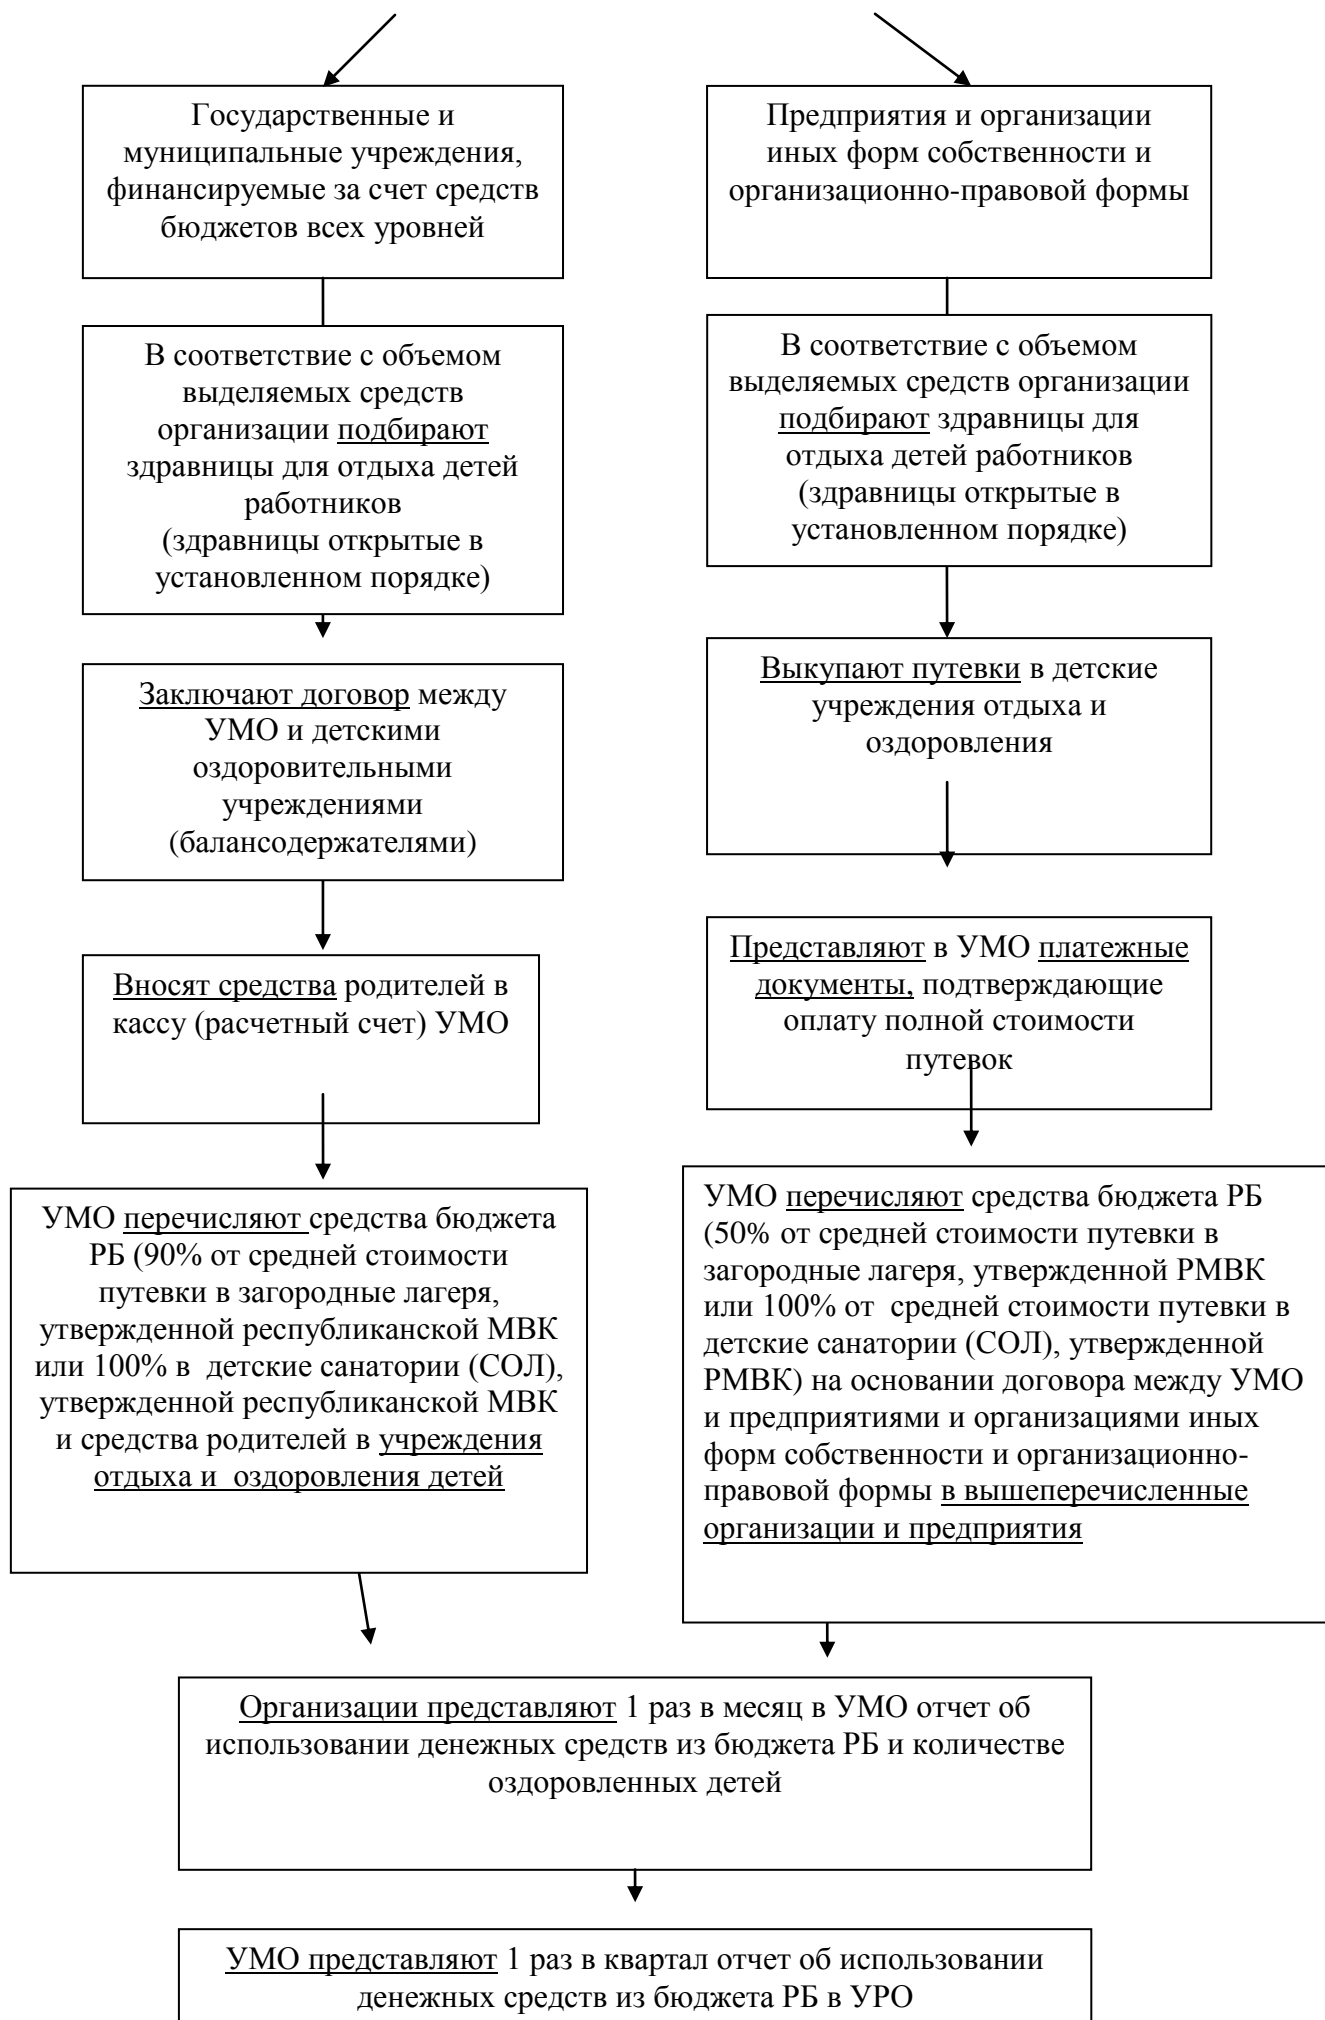 Государственные и
муниципальные учреждения,
финансируемые за счет средств
бюджетов всех уровней
Предприятия и организации
иных форм собственности и
организационно-правовой формы
В соответствие с объемом
выделяемых средств
организации подбирают
здравницы для отдыха детей
работников
(здравницы открытые в
установленном порядке)
В соответствие с объемом
выделяемых средств организации
подбирают здравницы для
отдыха детей работников
(здравницы открытые в
установленном порядке)
Заключают договор между
УМО и детскими
оздоровительными
учреждениями
(балансодержателями)
Выкупают путевки в детские
учреждения отдыха и
оздоровления
Вносят средства родителей в
кассу (расчетный счет) УМО
Представляют в УМО платежные
документы, подтверждающие
оплату полной стоимости
путевок
УМО перечисляют средства бюджета
РБ (90% от средней стоимости
путевки в загородные лагеря,
утвержденной республиканской МВК
или 100% в  детские санатории (СОЛ),
утвержденной республиканской МВК
и средства родителей в учреждения
отдыха и  оздоровления детей
УМО перечисляют средства бюджета РБ
(50% от средней стоимости путевки в
загородные лагеря, утвержденной РМВК
или 100% от  средней стоимости путевки в
детские санатории (СОЛ), утвержденной
РМВК) на основании договора между УМО
и предприятиями и организациями иных
форм собственности и организационно-
правовой формы в вышеперечисленные
организации и предприятия
Организации представляют 1 раз в месяц в УМО отчет об
использовании денежных средств из бюджета РБ и количестве
оздоровленных детей
УМО представляют 1 раз в квартал отчет об использовании
денежных средств из бюджета РБ в УРО